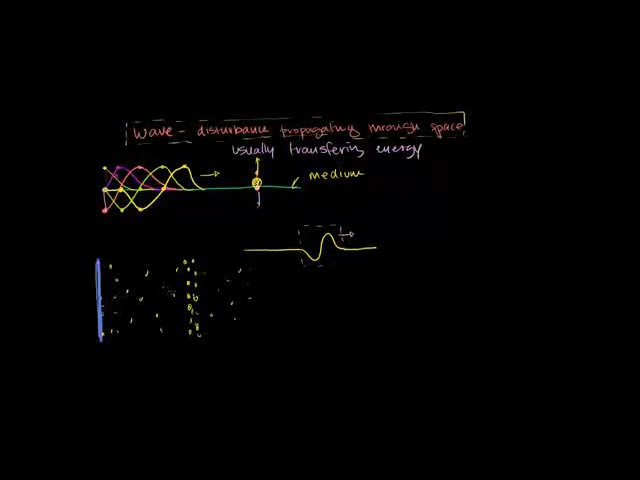 wave – disturbance propagating through space
usually transferring energy
medium